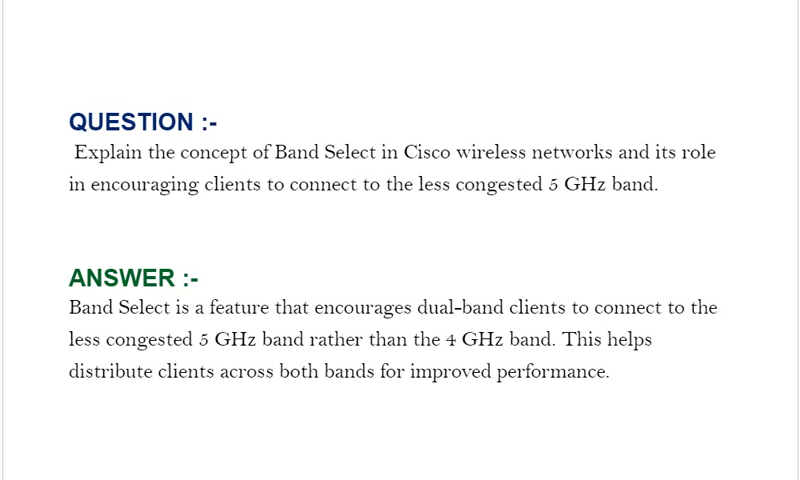 QUESTION :-
Explain the concept of Band Select in Cisco wireless networks and its role
in encouraging clients to connect to the less congested 5 GHz band.
ANSWER :-
Band Select is a feature that encourages dual-band clients to connect to the
less congested 5 GHz band rather than the 4 GHz band. This helps
distribute clients across both bands for improved performance.